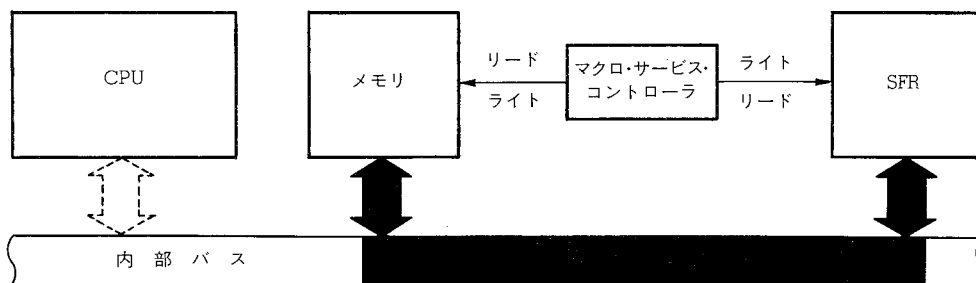 CPU
メモリ
リード
ライト
マクロ・サービス・
コントローラ
ライト
リード
SFR
内部バス